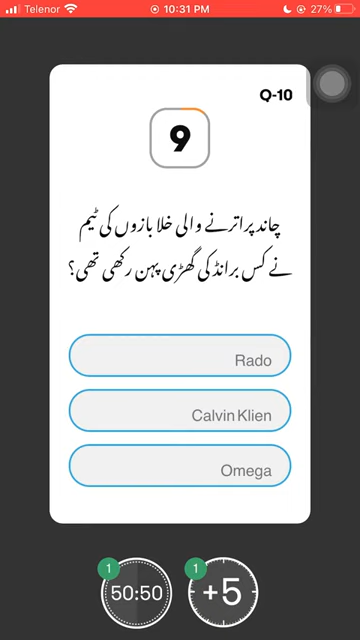 Telenor 10:31 PM 27%
Q-10
9
چاند پر اترنے والی خلا بازوں کی ٹیم
نے کس برانڈ کی گھڑی پہن رکھی تھی؟
Rado
Calvin Klien
Omega
1 1
50:50 +5